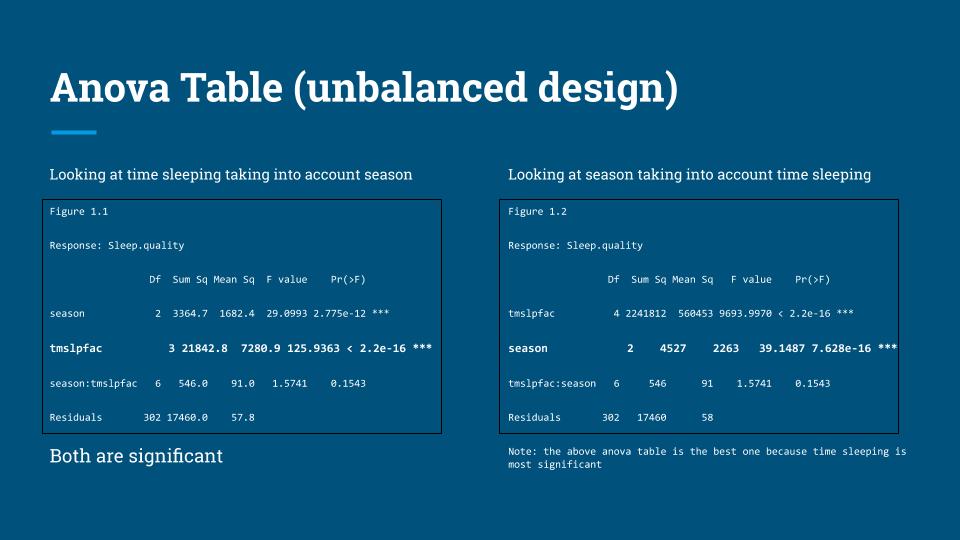 Anova Table (unbalanced design)
Looking at time sleeping taking into account season
Figure 1.1
Response: Sleep.quality
Df Sum Sq Mean Sq F value Pr(>F)
season 2 3364.7 1682.4 29.0993 2.775e-12 ***
tmslpfac 3 21842.8 7280.9 125.9363 < 2.2e-16 ***
season:tmslpfac 6 546.0 91.0 1.5741 0.1543
Residuals 302 17460.0 57.8
Both are significant
Looking at season taking into account time sleeping
Figure 1.2
Response: Sleep.quality
Df Sum Sq Mean Sq F value Pr(>F)
tmslpfac 4 2241812 560453 9693.9970 < 2.2e-16 ***
season 2 4527 2263 39.1487 7.628e-16 ***
tmslpfac:season 6 546 91 1.5741 0.1543
Residuals 302 17460 58
Note: the above anova table is the best one because time sleeping is
most significant